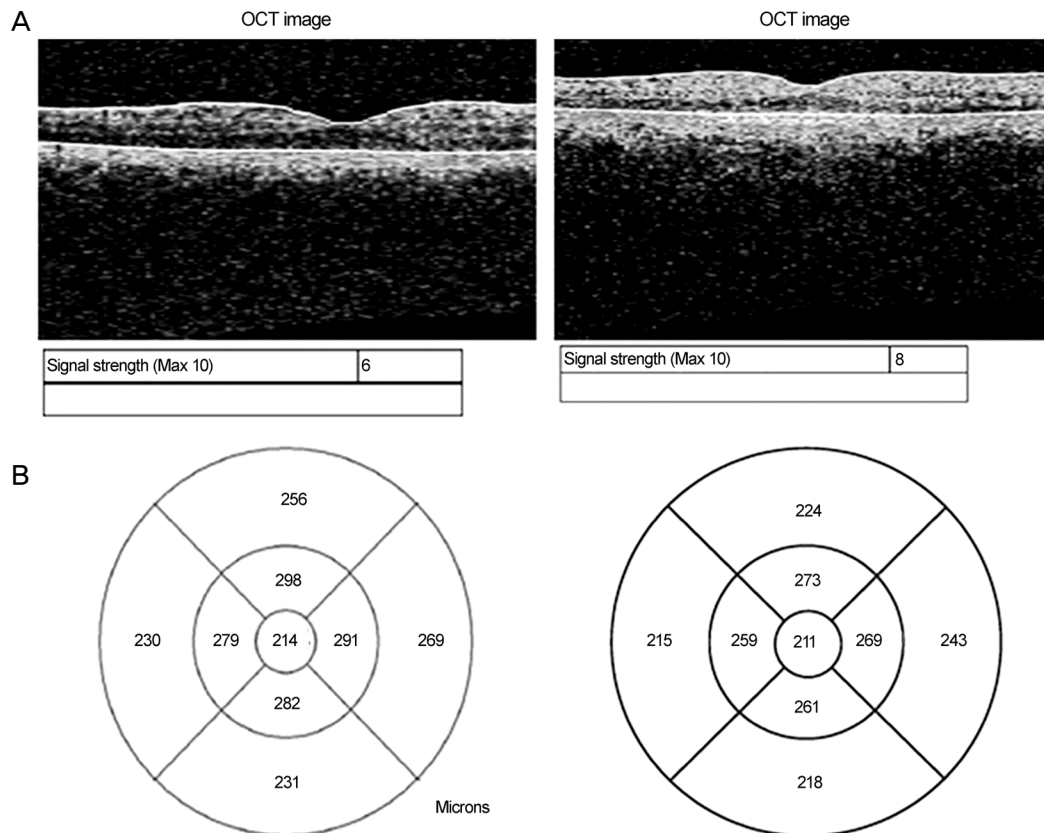 A
OCT image
OCT image
Signal strength (Max 10) 6
Signal strength (Max 10) 8
B
256
298
230 279 214 291 269
282
231
Microns
224
273
215 259 211 269 243
261
218